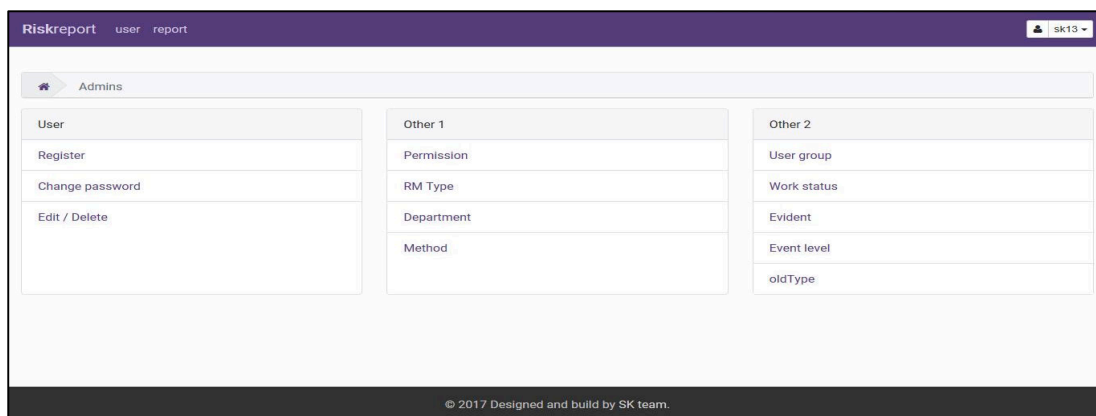 Riskreport user report sk13
Admins
User
Register
Change password
Edit / Delete
Other 1
Permission
RM Type
Department
Method
Other 2
User group
Work status
Evident
Event level
oldType
© 2017 Designed and build by SK team.